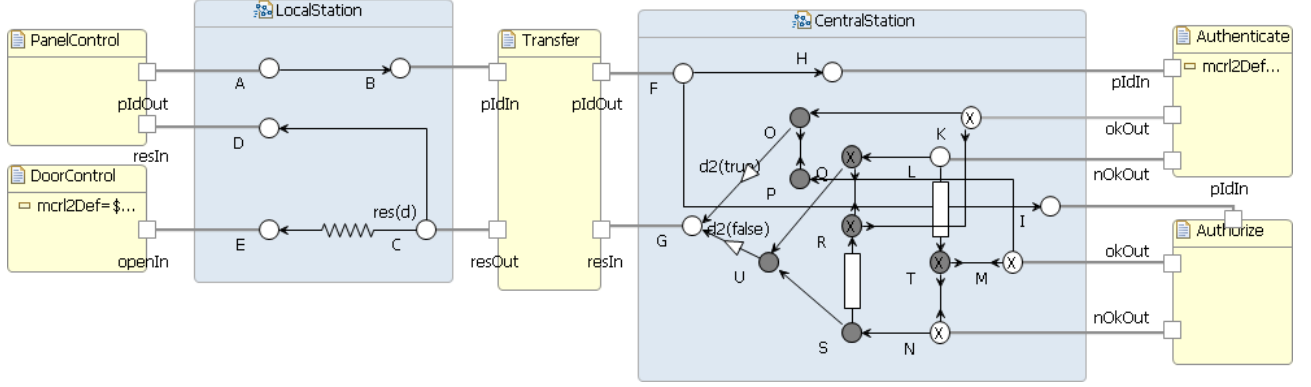 LocalStation
CentralStation
PanelControl
Transfer
Authenticate
mcrl2Def...
H
A
B
F
pIdIn
pIdOut
pIdIn
pIdOut
okOut
O
K
D
resIn
d2(true)
Q
L
nOkOut
DoorControl
P
pIdIn
mcrl2Def=$...
res(d)
I
d2(false)
Authorize
E
C
G
R
openIn
resOut
resIn
okOut
U
T
M
nOkOut
S
N
X
X
X
X
X
X